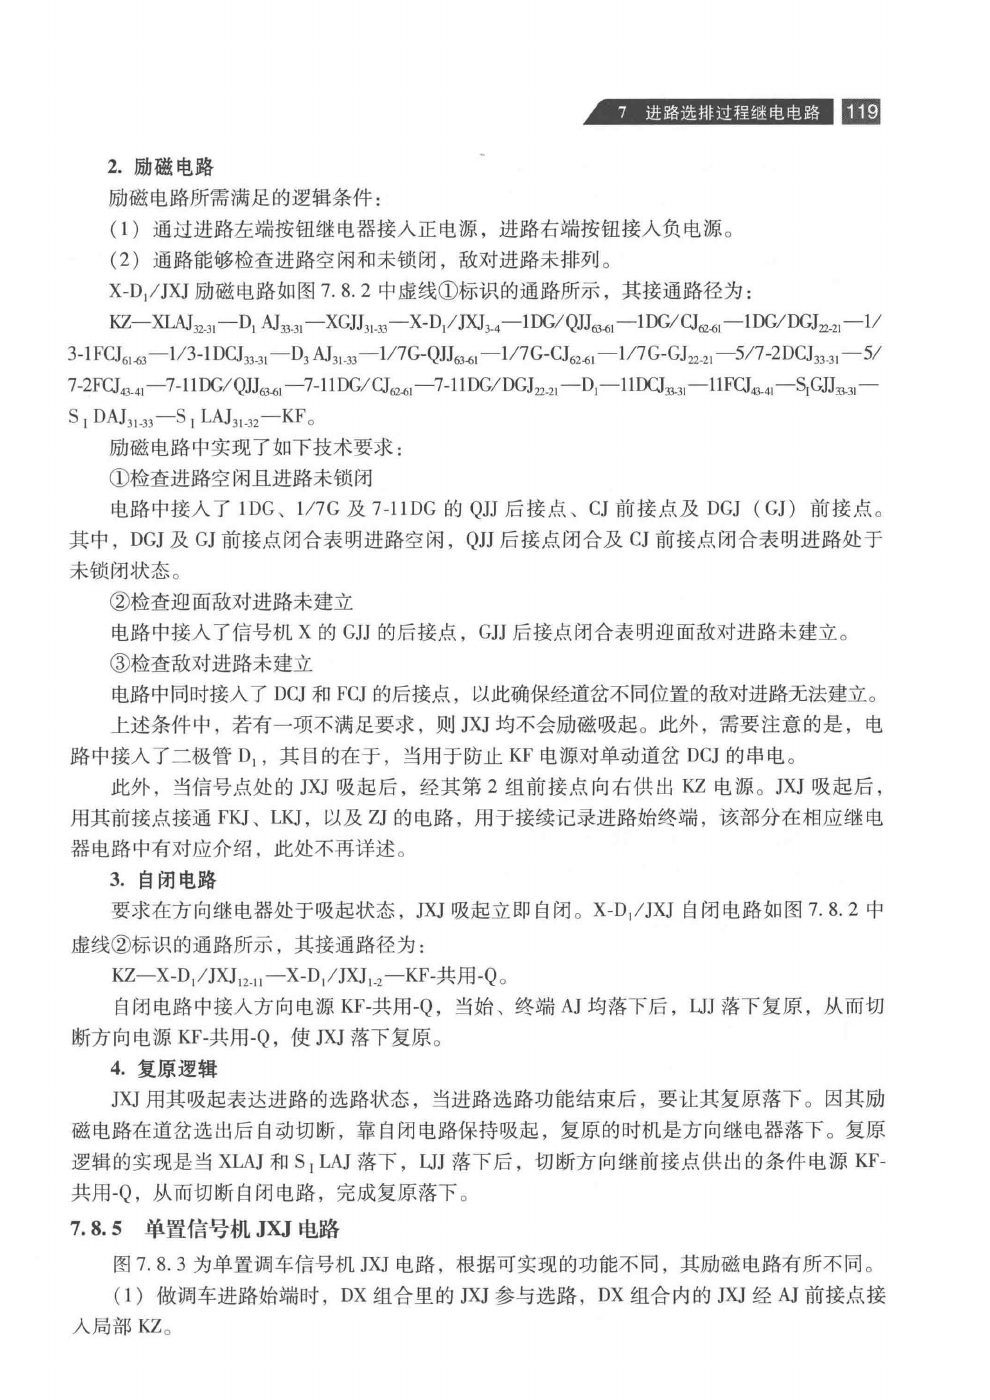 7 进路选排过程继电电路 119
2. 励磁电路
励磁电路所需满足的逻辑条件：
（1）通过进路左端按钮继电器接入正电源，进路右端按钮接入负电源。
（2）通路能够检查进路空闲和未锁闭，敌对进路未排列。
X-D₁/JXJ 励磁电路如图 7. 8. 2 中虚线①标识的通路所示，其接通路径为：
KZ—XLAJ₃₂₋₃₁—D₁ AJ₃₃₋₃₁—XGJJ₃₁₋₃₃—X-D₁/JXJ₃₋₄—1DG/QJJ₆₃₋₆₁—1DG/CJ₆₂₋₆₁—1DG/DGJ₂₂₋₂₁—1/
3-1FCJ₆₁₋₆₃—1/3-1DCJ₃₃₋₃₁—D₃ AJ₃₁₋₃₃—1/7G-QJJ₆₃₋₆₁—1/7G-CJ₆₂₋₆₁—1/7G-GJ₂₂₋₂₁—5/7-2DCJ₃₃₋₃₁—5/
7-2FCJ₄₃₋₄₁—7-11DG/QJJ₆₃₋₆₁—7-11DG/CJ₆₂₋₆₁—7-11DG/DGJ₂₂₋₂₁—D₁—11DCJ₃₃₋₃₁—11FCJ₄₃₋₄₁—SⅠGJJ₃₃₋₃₁—
SⅠ DAJ₃₁₋₃₃—SⅠ LAJ₃₁₋₃₂—KF。
励磁电路中实现了如下技术要求：
①检查进路空闲且进路未锁闭
电路中接入了 1DG、1/7G 及 7-11DG 的 QJJ 后接点、CJ 前接点及 DGJ（GJ）前接点。
其中，DGJ 及 GJ 前接点闭合表明进路空闲，QJJ 后接点闭合及 CJ 前接点闭合表明进路处于
未锁闭状态。
②检查迎面敌对进路未建立
电路中接入了信号机 X 的 GJJ 的后接点，GJJ 后接点闭合表明迎面敌对进路未建立。
③检查敌对进路未建立
电路中同时接入了 DCJ 和 FCJ 的后接点，以此确保经道岔不同位置的敌对进路无法建立。
上述条件中，若有一项不满足要求，则 JXJ 均不会励磁吸起。此外，需要注意的是，电
路中接入了二极管 D₁，其目的在于，当用于防止 KF 电源对单动道岔 DCJ 的串电。
此外，当信号点处的 JXJ 吸起后，经其第 2 组前接点向右供出 KZ 电源。JXJ 吸起后，
用其前接点接通 FKJ、LKJ，以及 ZJ 的电路，用于接续记录进路始终端，该部分在相应继电
器电路中有对应介绍，此处不再详述。
3. 自闭电路
要求在方向继电器处于吸起状态，JXJ 吸起立即自闭。X-D₁/JXJ 自闭电路如图 7. 8. 2 中
虚线②标识的通路所示，其接通路径为：
KZ—X-D₁/JXJ₁₂₋₁₁—X-D₁/JXJ₁₋₂—KF-共用-Q。
自闭电路中接入方向电源 KF-共用-Q，当始、终端 AJ 均落下后，LJJ 落下复原，从而切
断方向电源 KF-共用-Q，使 JXJ 落下复原。
4. 复原逻辑
JXJ 用其吸起表达进路的选路状态，当进路选路功能结束后，要让其复原落下。因其励
磁电路在道岔选出后自动切断，靠自闭电路保持吸起，复原的时机是方向继电器落下。复原
逻辑的实现是当 XLAJ 和 SⅠ LAJ 落下，LJJ 落下后，切断方向继前接点供出的条件电源 KF-
共用-Q，从而切断自闭电路，完成复原落下。
7. 8. 5 单置信号机 JXJ 电路
图 7. 8. 3 为单置调车信号机 JXJ 电路，根据可实现的功能不同，其励磁电路有所不同。
（1）做调车进路始端时，DX 组合里的 JXJ 参与选路，DX 组合内的 JXJ 经 AJ 前接点接
入局部 KZ。